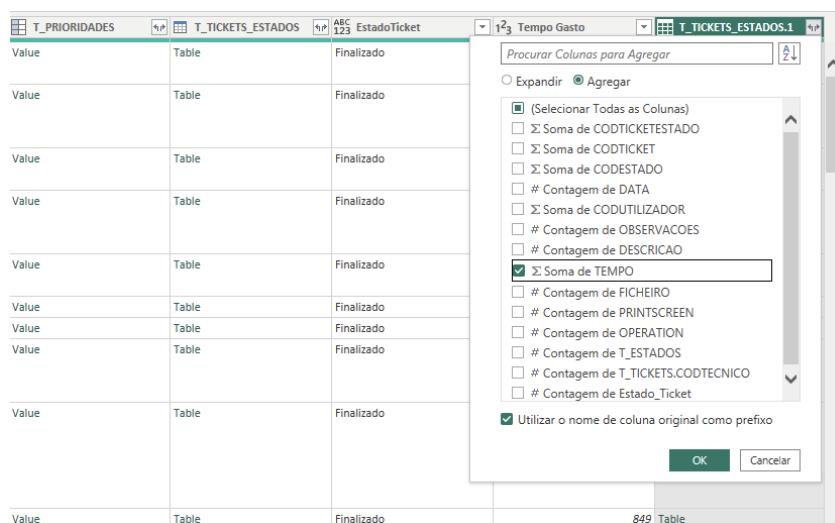 T_PRIORIDADES T_TICKETS_ESTADOS ABC 123 EstadoTicket 1²3 Tempo Gasto T_TICKETS_ESTADOS.1
Value Table Finalizado
Procurar Colunas para Agregar
A Z
Expandir Agregar
Value Table Finalizado
(Selecionar Todas as Colunas)
Σ Soma de CODTICKETESTADO
Σ Soma de CODTICKET
Value Table Finalizado
Σ Soma de CODESTADO
# Contagem de DATA
Value Table Finalizado
Σ Soma de CODUTILIZADOR
# Contagem de OBSERVACOES
# Contagem de DESCRICAO
Value Table Finalizado
Σ Soma de TEMPO
# Contagem de FICHEIRO
Value Table Finalizado
# Contagem de PRINTSCREEN
Value Table Finalizado
# Contagem de OPERATION
Value Table Finalizado
# Contagem de T_ESTADOS
# Contagem de T_TICKETS.CODTECNICO
# Contagem de Estado_Ticket
Value Table Finalizado
Utilizar o nome de coluna original como prefixo
OK Cancelar
Value Table Finalizado 849 Table